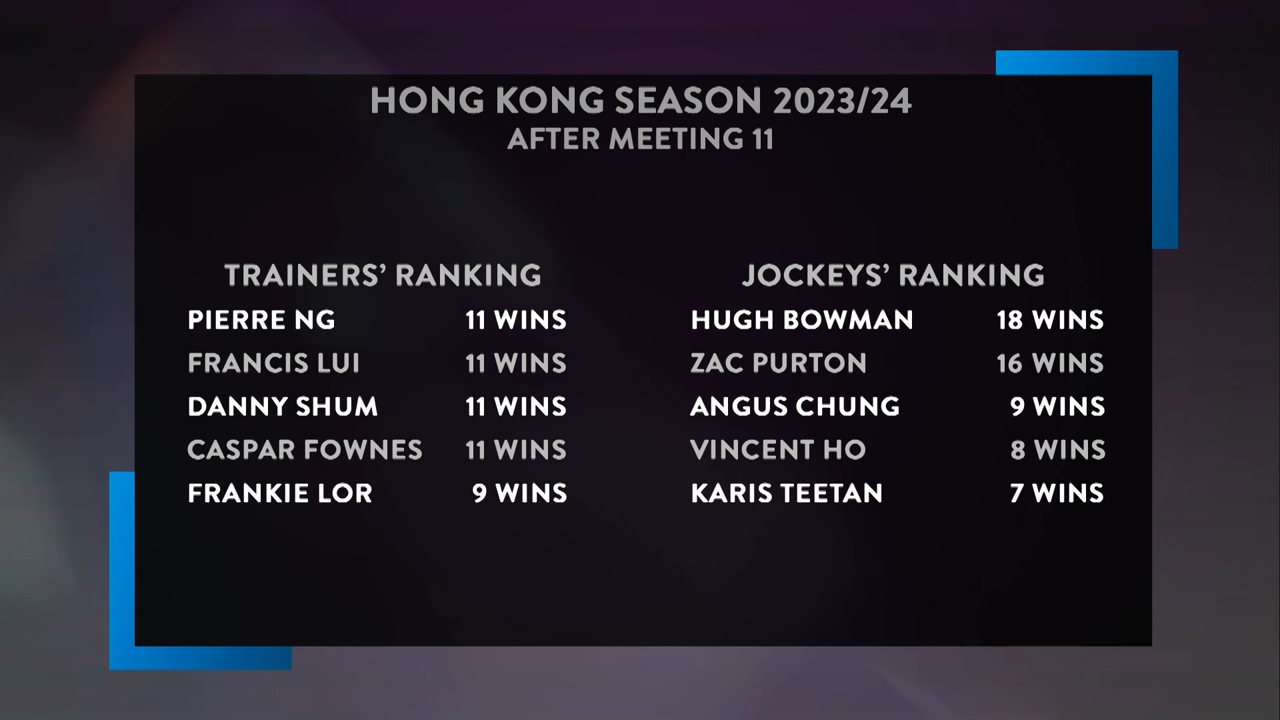 HONG KONG SEASON 2023/24
AFTER MEETING 11
TRAINERS' RANKING
PIERRE NG 11 WINS
FRANCIS LUI 11 WINS
DANNY SHUM 11 WINS
CASPAR FOWNES 11 WINS
FRANKIE LOR 9 WINS
JOCKEYS' RANKING
HUGH BOWMAN 18 WINS
ZAC PURTON 16 WINS
ANGUS CHUNG 9 WINS
VINCENT HO 8 WINS
KARIS TEETAN 7 WINS